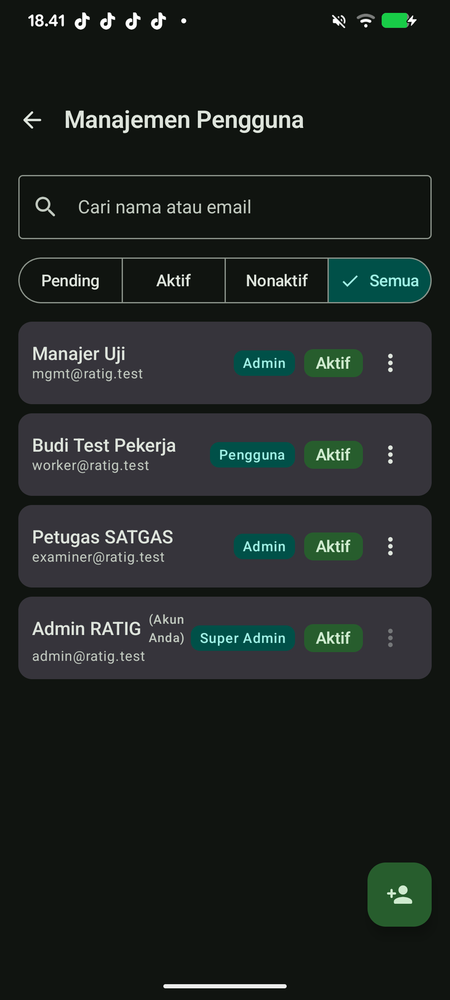 18.41
Manajemen Pengguna
Cari nama atau email
Pending
Aktif
Nonaktif
Semua
Manajer Uji
mgmt@ratig.test
Admin
Aktif
Budi Test Pekerja
worker@ratig.test
Pengguna
Aktif
Petugas SATGAS
examiner@ratig.test
Admin
Aktif
Admin RATIG
(Akun
Anda)
admin@ratig.test
Super Admin
Aktif